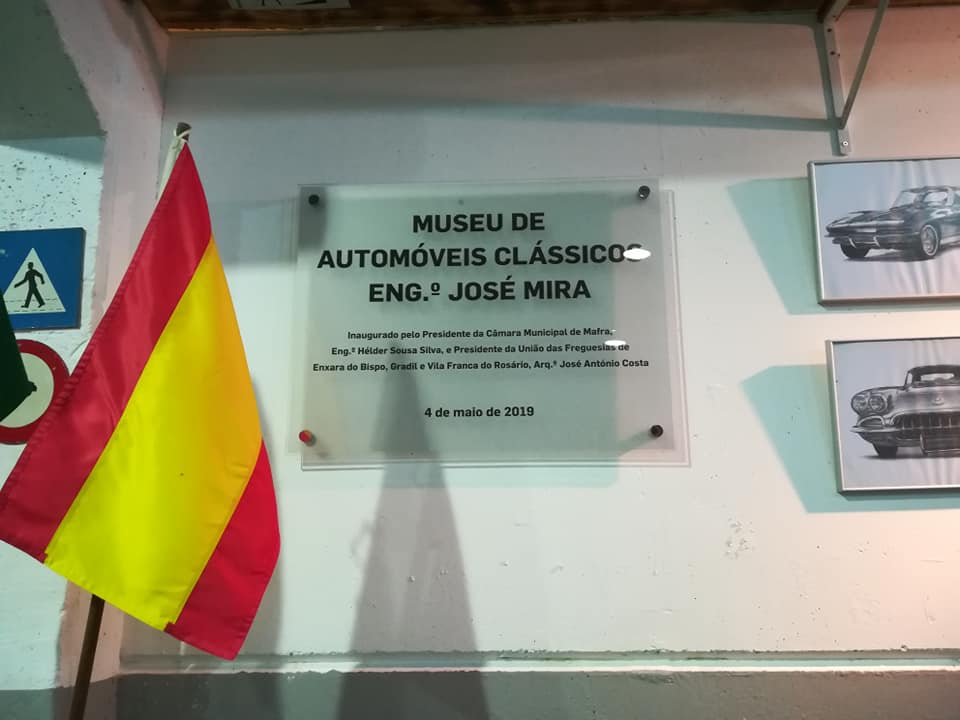 MUSEU DE
AUTOMÓVEIS CLÁSSICOS
ENG.º JOSÉ MIRA
Inaugurado pelo Presidente da Câmara Municipal de Mafra,
Eng.º Hélder Sousa Silva, e Presidente da União das Freguesias de
Enxara do Bispo, Gradil e Vila Franca do Rosário, Arq.º José António Costa
4 de maio de 2019